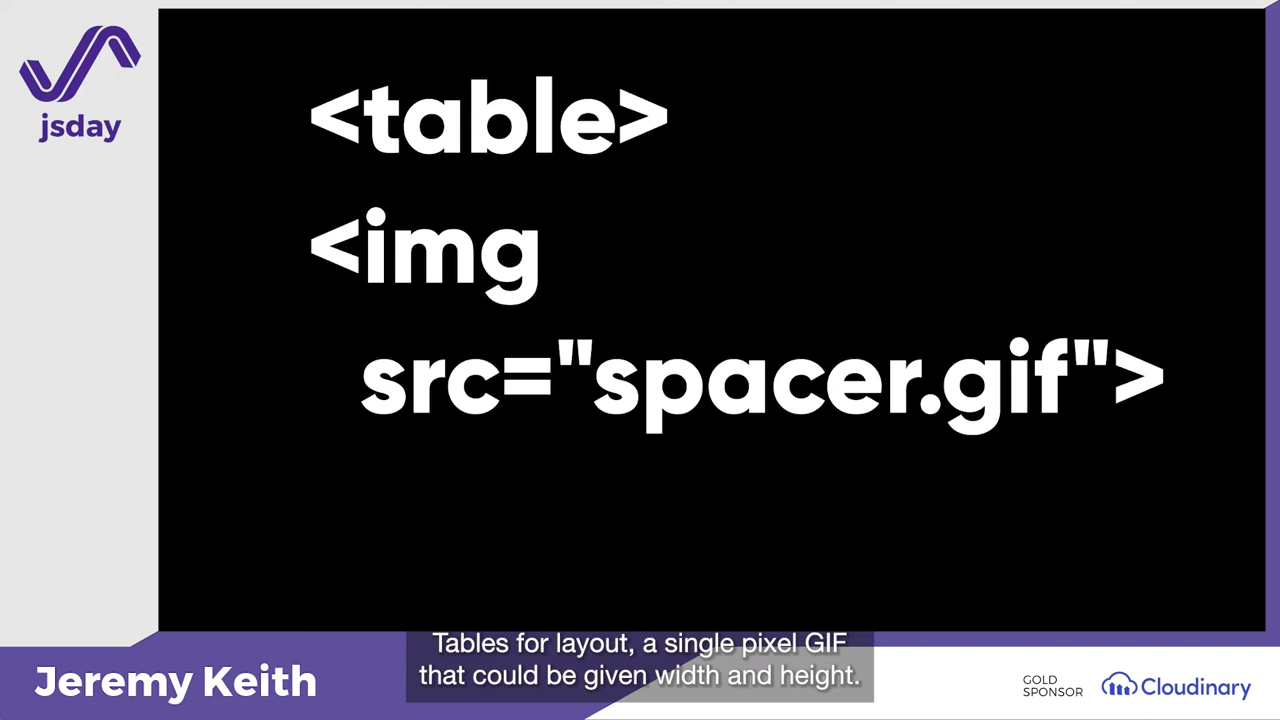 jsday
<table>
<img
src="spacer.gif">
Tables for layout, a single pixel GIF
that could be given width and height.
Jeremy Keith
GOLD
SPONSOR
Cloudinary